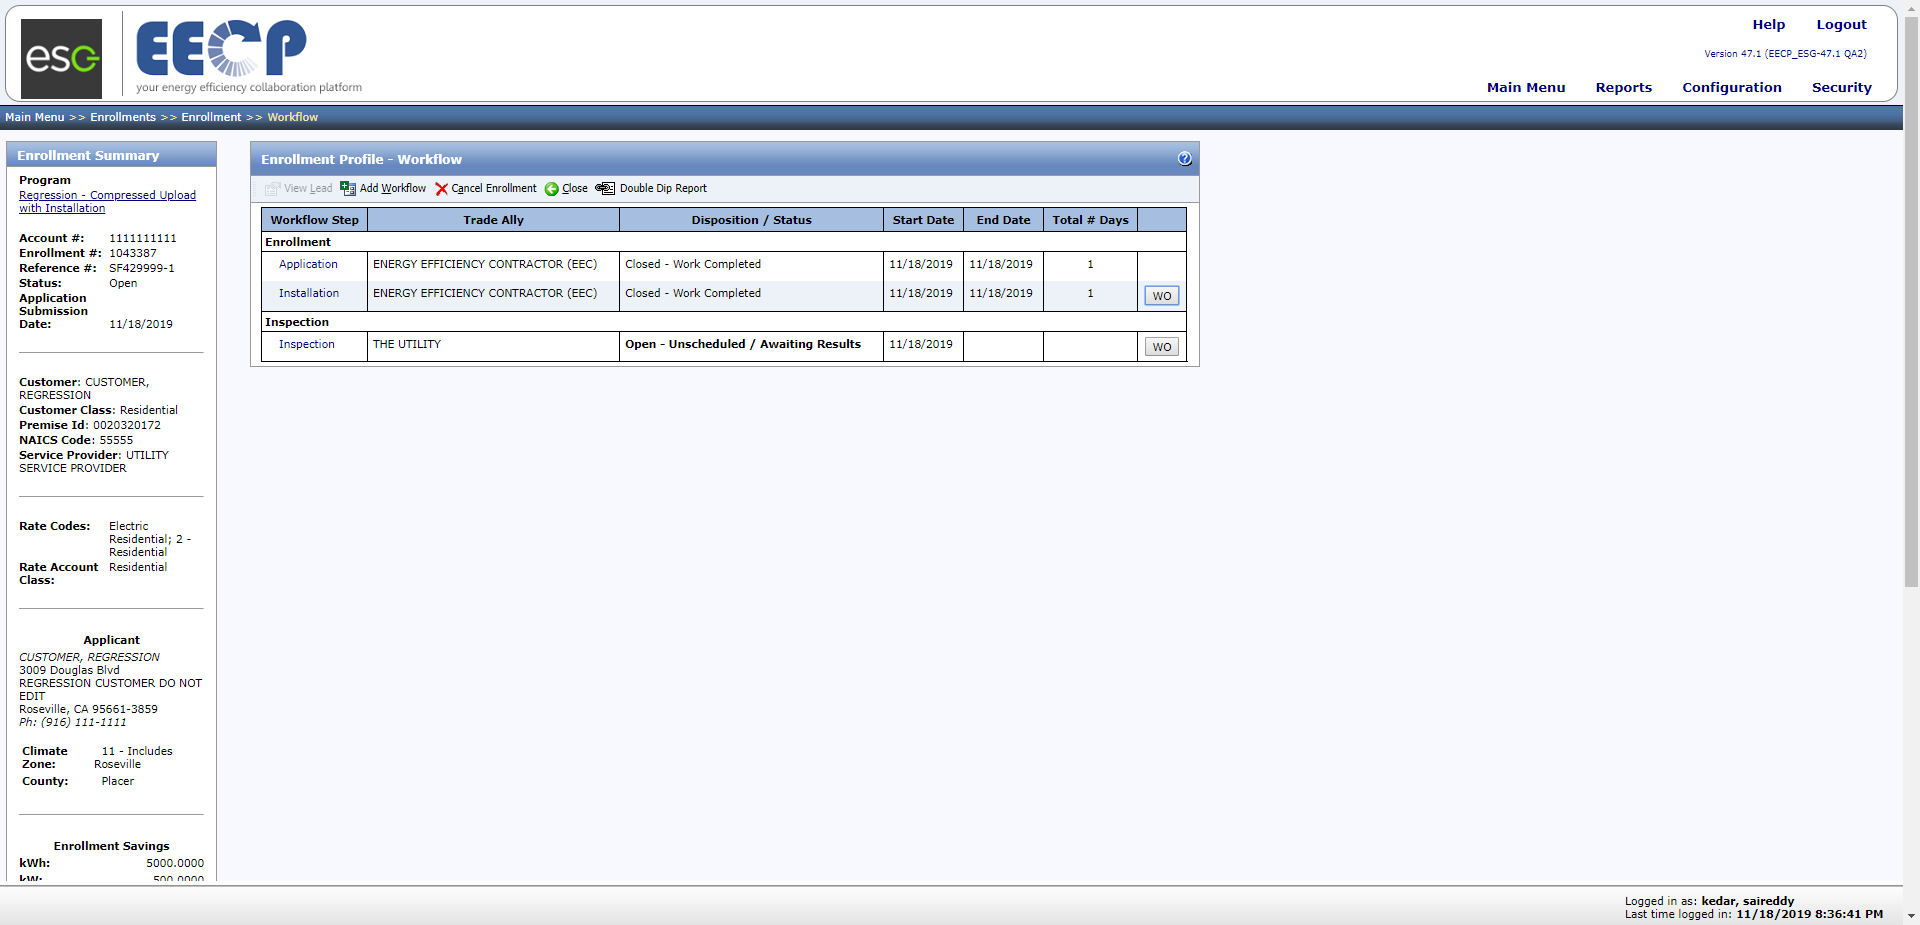 esg
EECP
your energy efficiency collaboration platform
Help Logout
Version 47.1 (EECP_ESG-47.1 QA2)
Main Menu Reports Configuration Security
Main Menu >> Enrollments >> Enrollment >> Workflow
Enrollment Summary
Program
Regression - Compressed Upload
with Installation
Account #: 1111111111
Enrollment #: 1043387
Reference #: SF429999-1
Status: Open
Application
Submission
Date: 11/18/2019
Customer: CUSTOMER,
REGRESSION
Customer Class: Residential
Premise Id: 0020320172
NAICS Code: 55555
Service Provider: UTILITY
SERVICE PROVIDER
Rate Codes: Electric
Residential; 2 -
Residential
Rate Account Residential
Class:
Applicant
CUSTOMER, REGRESSION
3009 Douglas Blvd
REGRESSION CUSTOMER DO NOT
EDIT
Roseville, CA 95661-3859
Ph: (916) 111-1111
Climate 11 - Includes
Zone: Roseville
County: Placer
Enrollment Savings
kWh: 5000.0000
kW: 500.0000
Enrollment Profile - Workflow
View Lead Add Workflow Cancel Enrollment Close Double Dip Report
Workflow Step Trade Ally Disposition / Status Start Date End Date Total # Days
Enrollment
Application ENERGY EFFICIENCY CONTRACTOR (EEC) Closed - Work Completed 11/18/2019 11/18/2019 1
Installation ENERGY EFFICIENCY CONTRACTOR (EEC) Closed - Work Completed 11/18/2019 11/18/2019 1 WO
Inspection
Inspection THE UTILITY Open - Unscheduled / Awaiting Results 11/18/2019 WO
Logged in as: kedar, saireddy
Last time logged in: 11/18/2019 8:36:41 PM